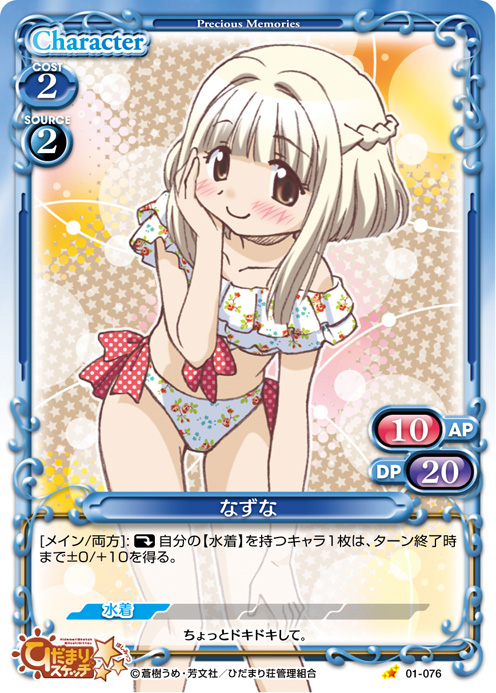 Precious Memories
Character
COST
2
SOURCE
2
10 AP
DP 20
なずな
[メイン/両方]: 自分の【水着】を持つキャラ1枚は、ターン終了時
まで±0/+10を得る。
水着
ちょっとドキドキして。
ひだまり
スケッチ
©蒼樹うめ・芳文社/ひだまり荘管理組合
01-076